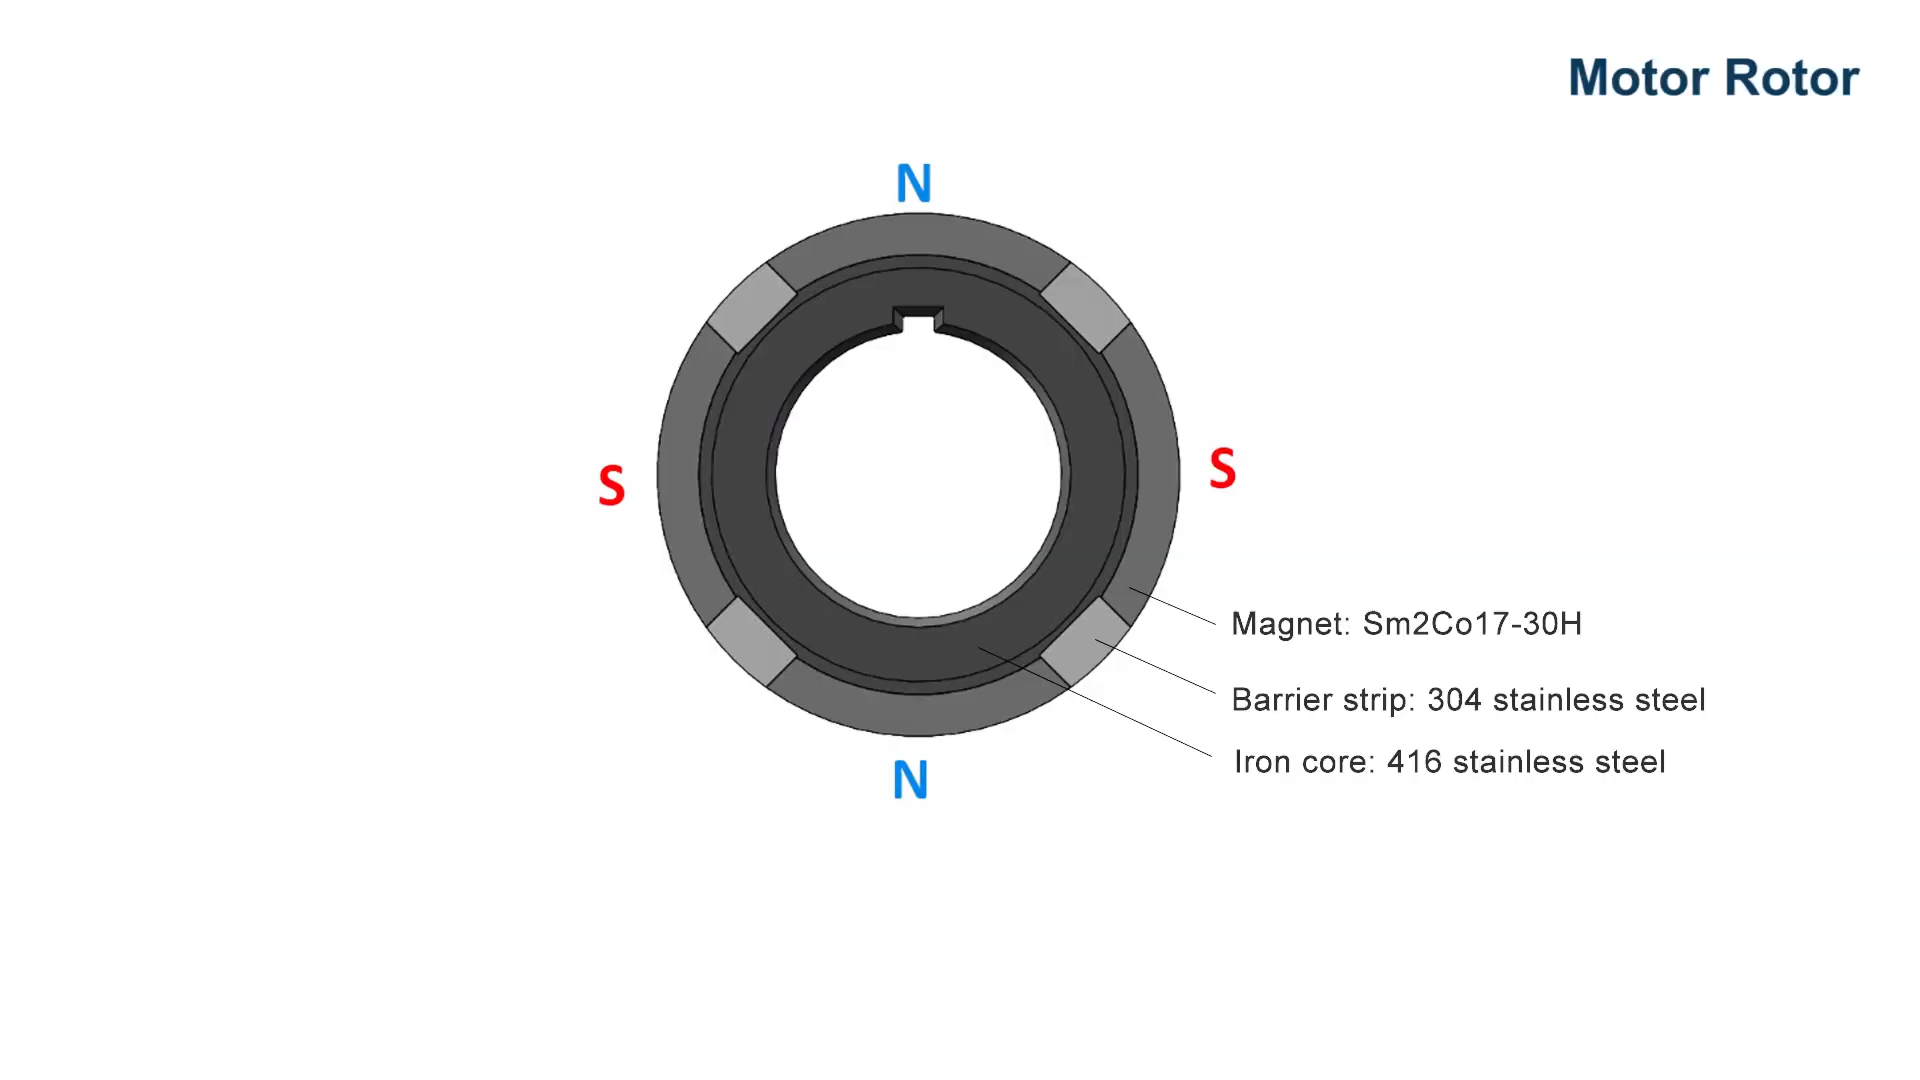 Motor Rotor
N
S
S
Magnet: Sm2Co17-30H
Barrier strip: 304 stainless steel
Iron core: 416 stainless steel
N